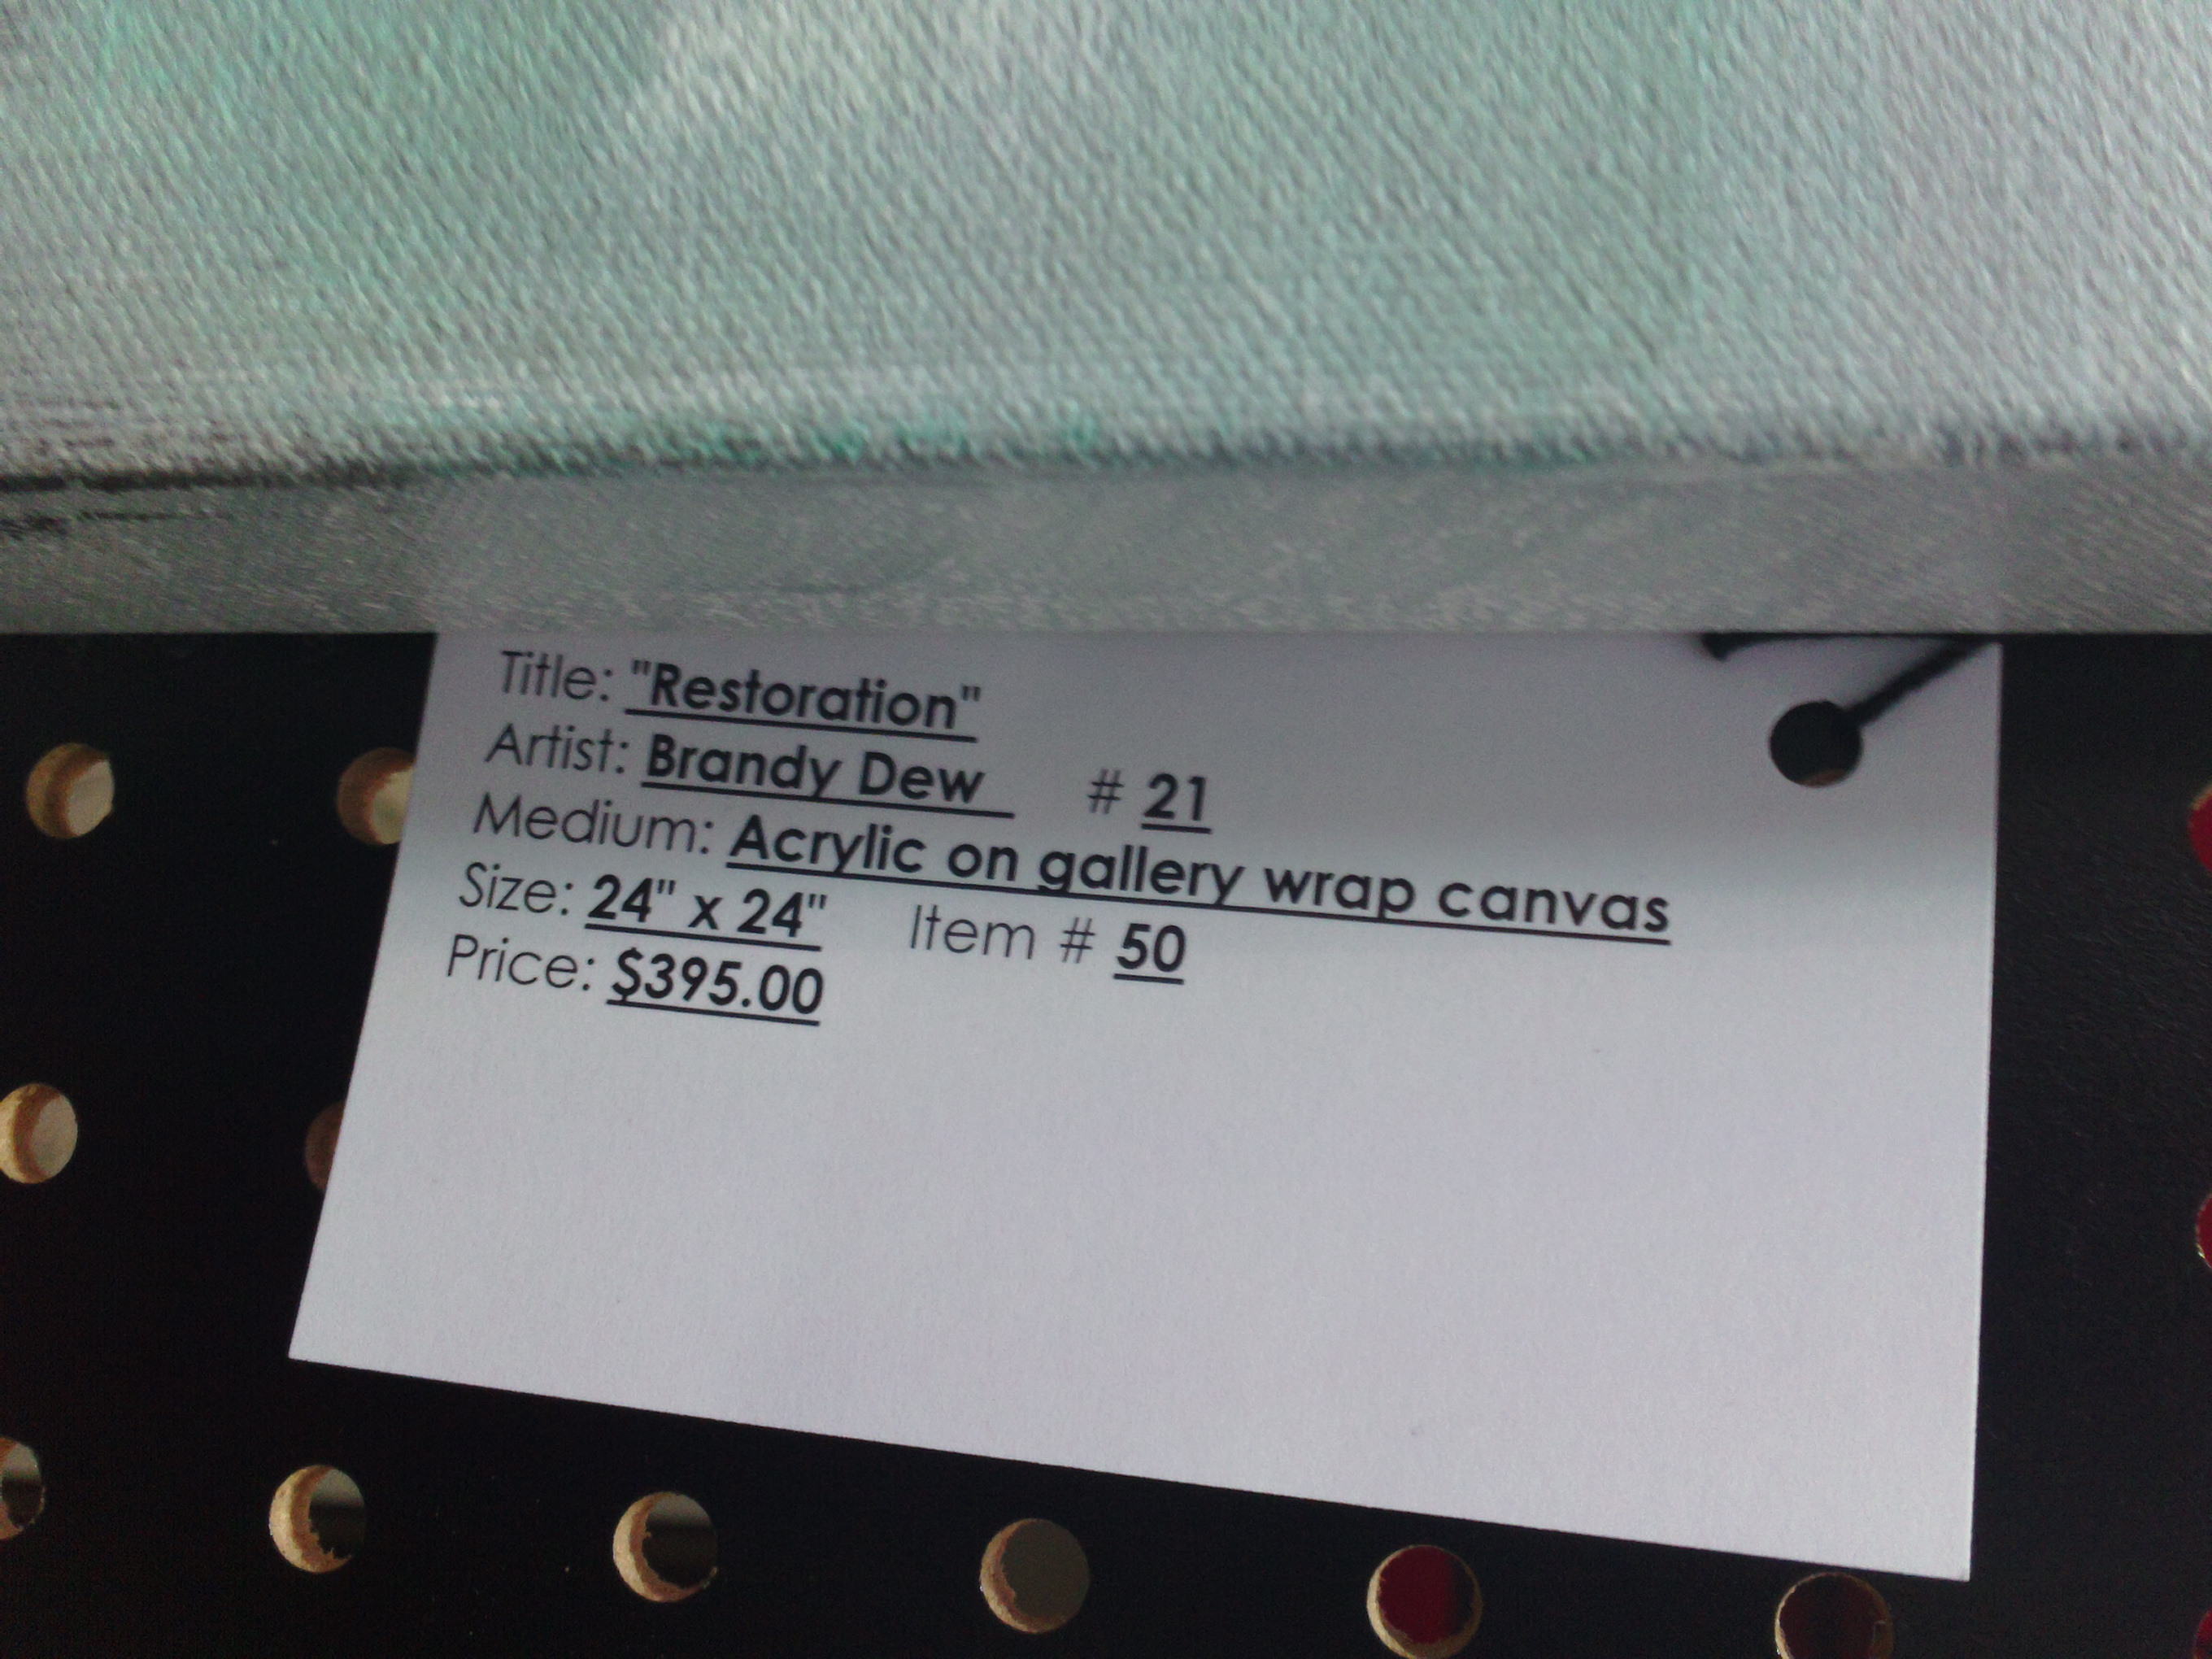 Title: "Restoration"
Artist: Brandy Dew # 21
Medium: Acrylic on gallery wrap canvas
Size: 24" x 24" Item # 50
Price: $395.00